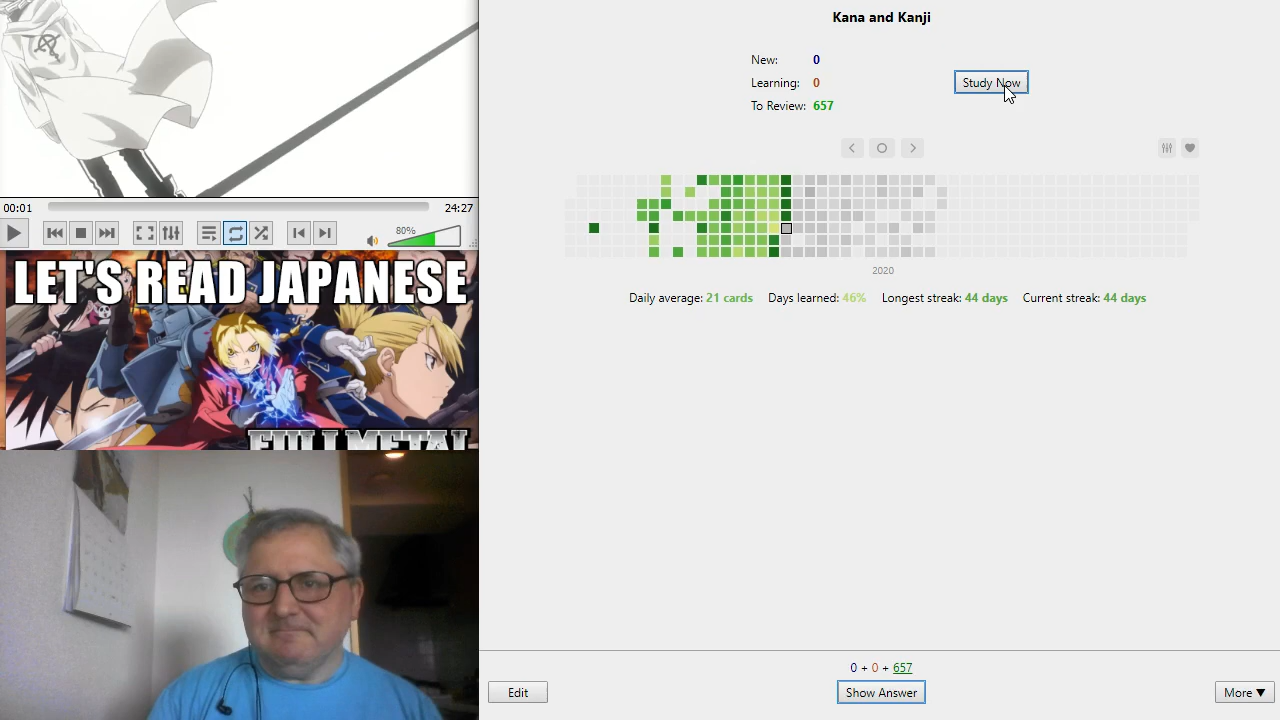 00:01
24:27
80%
LET'S READ JAPANESE
FULLMETAL
Kana and Kanji
New: 0
Learning: 0
To Review: 657
Study Now
2020
Daily average: 21 cards Days learned: 46% Longest streak: 44 days Current streak: 44 days
0 + 0 + 657
Edit
Show Answer
More ▼